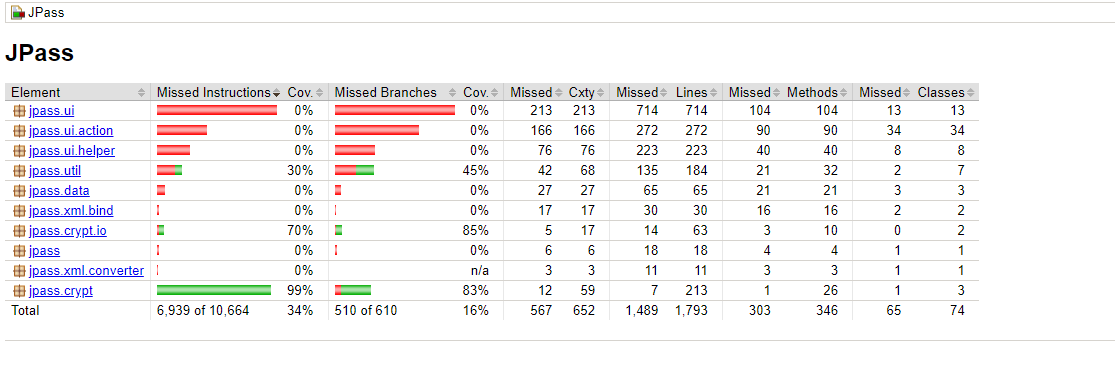 JPass
JPass
Element Missed Instructions Cov. Missed Branches Cov. Missed Cxty Missed Lines Missed Methods Missed Classes
jpass.ui 0% 0% 213 213 714 714 104 104 13 13
jpass.ui.action 0% 0% 166 166 272 272 90 90 34 34
jpass.ui.helper 0% 0% 76 76 223 223 40 40 8 8
jpass.util 30% 45% 42 68 135 184 21 32 2 7
jpass.data 0% 0% 27 27 65 65 21 21 3 3
jpass.xml.bind 0% 0% 17 17 30 30 16 16 2 2
jpass.crypt.io 70% 85% 5 17 14 63 3 10 0 2
jpass 0% 0% 6 6 18 18 4 4 1 1
jpass.xml.converter 0% n/a 3 3 11 11 3 3 1 1
jpass.crypt 99% 83% 12 59 7 213 1 26 1 3
Total 6,939 of 10,664 34% 510 of 610 16% 567 652 1,489 1,793 303 346 65 74